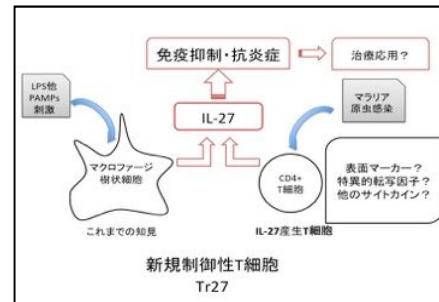 免疫抑制・抗炎症
治療応用？
LPS他
PAMPs
刺激
マラリア
原虫感染
IL-27
マクロファージ
樹状細胞
CD4+
T細胞
表面マーカー？
特異的転写因子？
他のサイトカイン？
これまでの知見
IL-27産生T細胞
新規制御性T細胞
Tr27